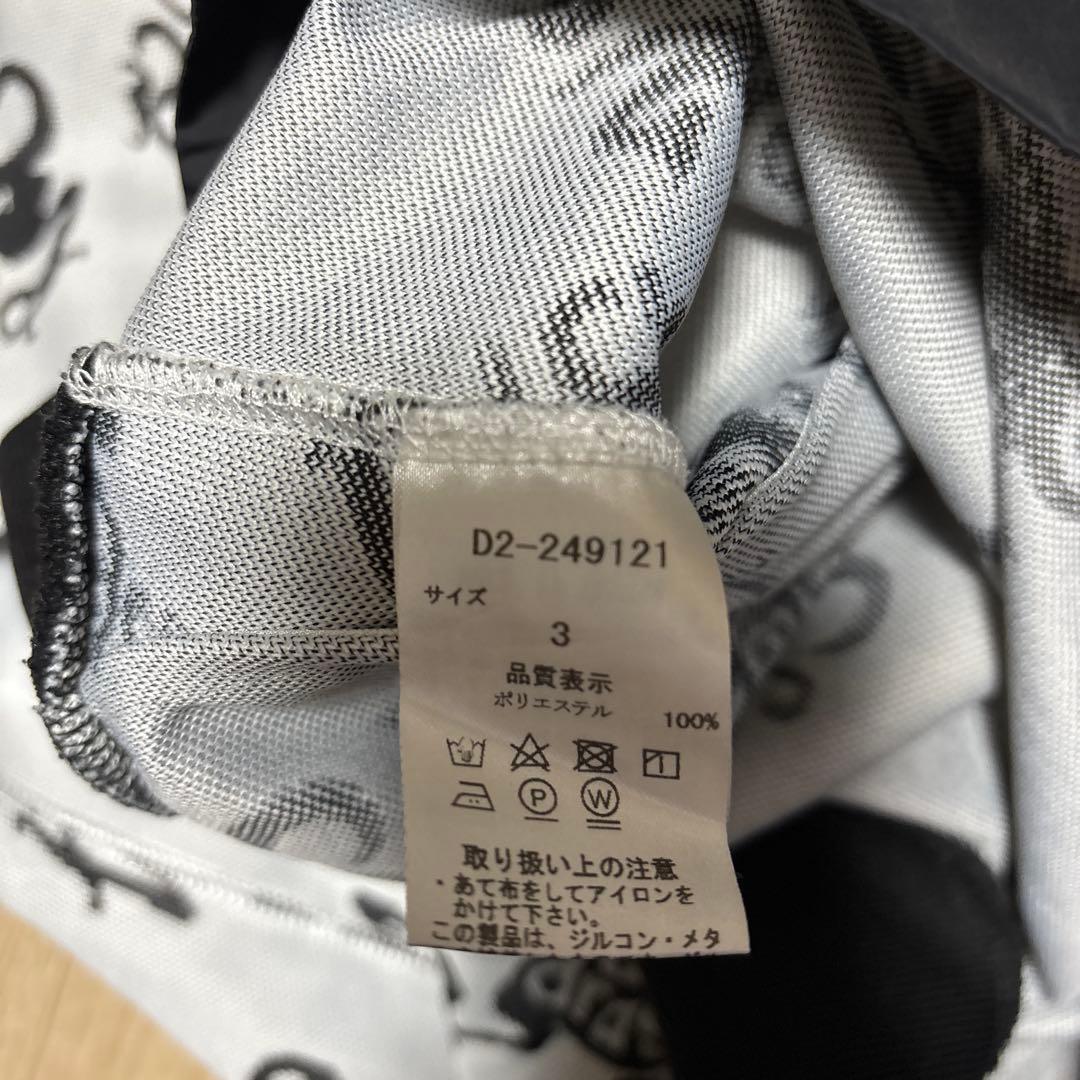 D2-249121
サイズ
3
品質表示
ポリエステル 100%
P W
取り扱い上の注意
・あて布をしてアイロンを
かけて下さい。
この製品は、ジルコン・メタ